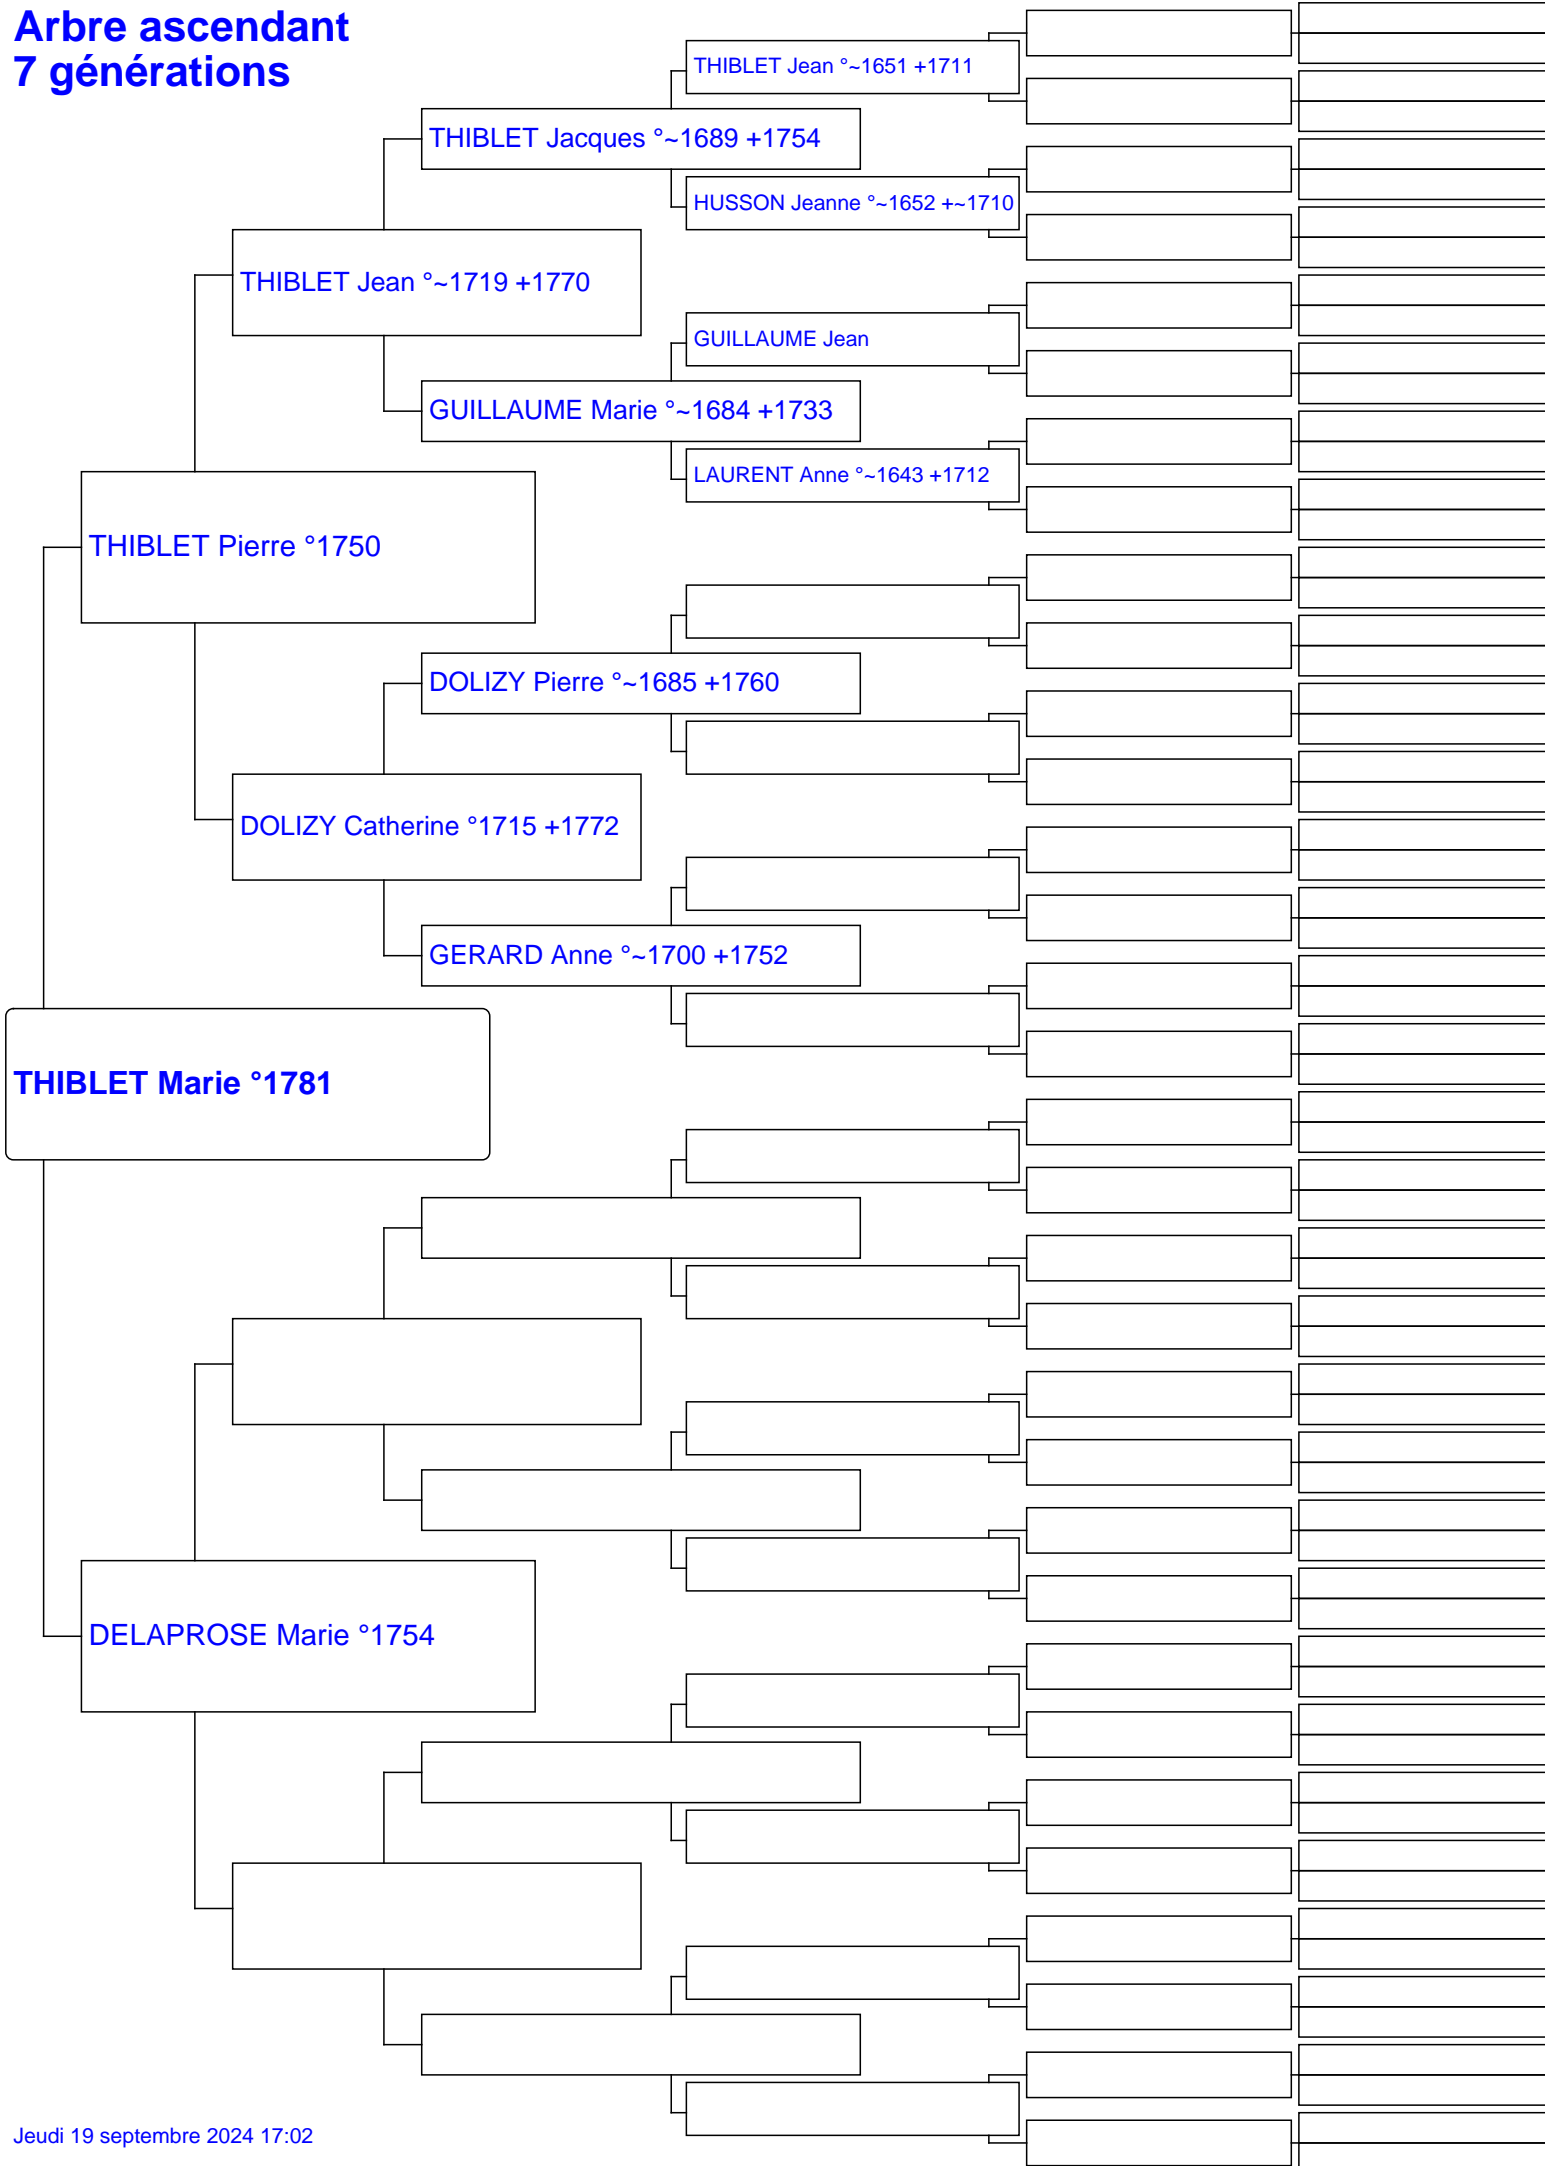 Arbre ascendant
7 générations
THIBLET Jean °~1651 +1711
THIBLET Jacques °~1689 +1754
HUSSON Jeanne °~1652 +~1710
THIBLET Jean °~1719 +1770
GUILLAUME Jean
GUILLAUME Marie °~1684 +1733
LAURENT Anne °~1643 +1712
THIBLET Pierre °1750
DOLIZY Pierre °~1685 +1760
DOLIZY Catherine °1715 +1772
GERARD Anne °~1700 +1752
THIBLET Marie °1781
DELAPROSE Marie °1754
Jeudi 19 septembre 2024 17:02